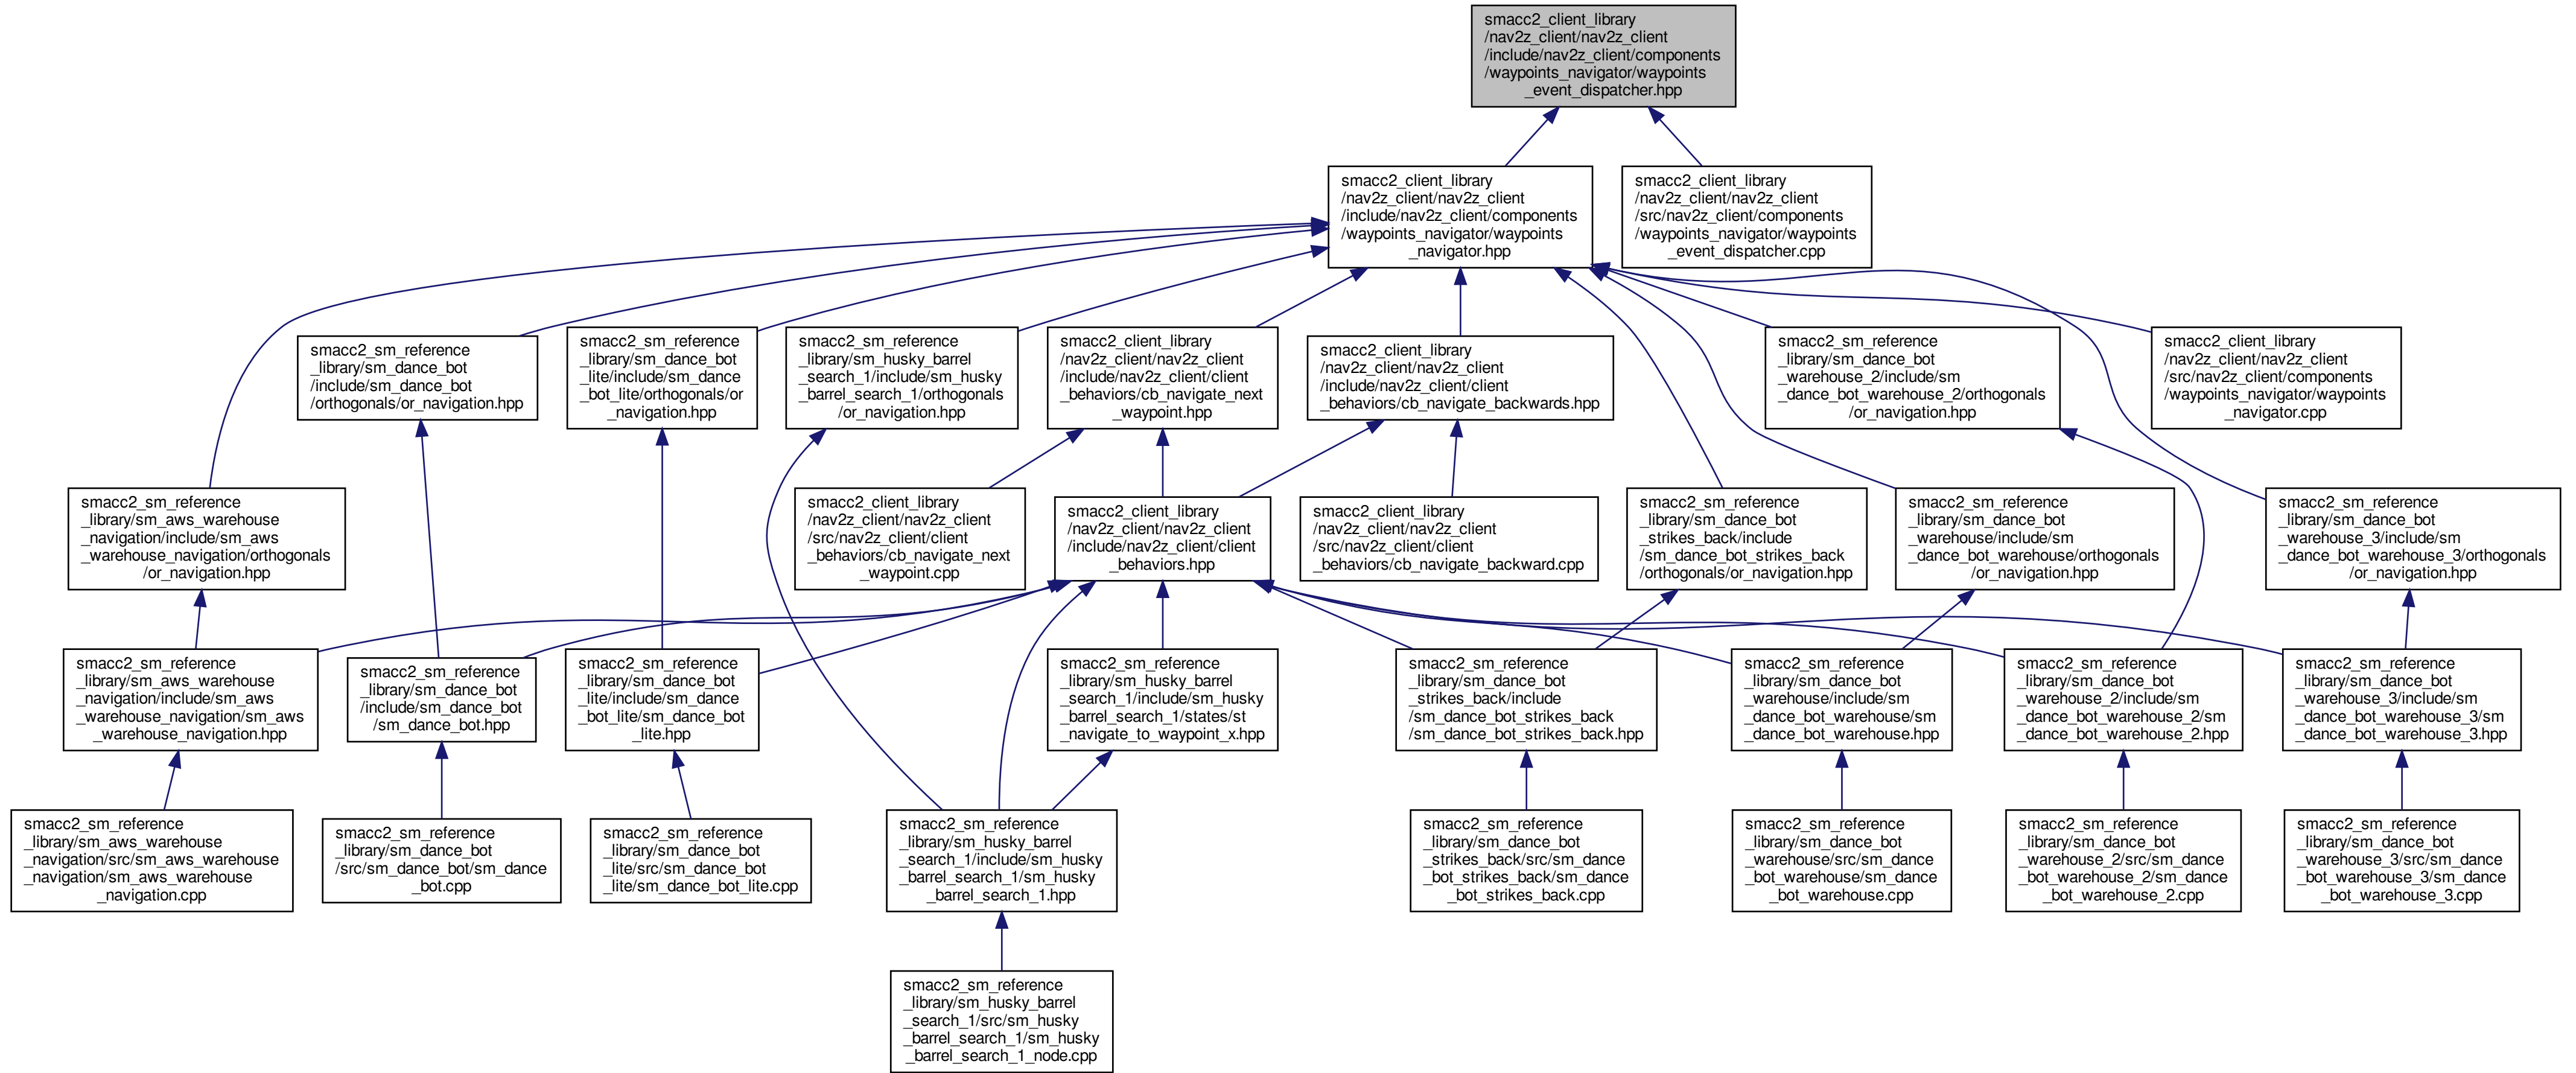 smacc2_client_library
/nav2z_client/nav2z_client
/include/nav2z_client/components
/waypoints_navigator/waypoints
_event_dispatcher.hpp
smacc2_client_library
/nav2z_client/nav2z_client
/include/nav2z_client/components
/waypoints_navigator/waypoints
_navigator.hpp
smacc2_client_library
/nav2z_client/nav2z_client
/src/nav2z_client/components
/waypoints_navigator/waypoints
_event_dispatcher.cpp
smacc2_sm_reference
_library/sm_dance_bot
/include/sm_dance_bot
/orthogonals/or_navigation.hpp
smacc2_sm_reference
_library/sm_dance_bot
_lite/include/sm_dance
_bot_lite/orthogonals/or
_navigation.hpp
smacc2_sm_reference
_library/sm_husky_barrel
_search_1/include/sm_husky
_barrel_search_1/orthogonals
/or_navigation.hpp
smacc2_client_library
/nav2z_client/nav2z_client
/include/nav2z_client/client
_behaviors/cb_navigate_next
_waypoint.hpp
smacc2_client_library
/nav2z_client/nav2z_client
/include/nav2z_client/client
_behaviors/cb_navigate_backwards.hpp
smacc2_sm_reference
_library/sm_dance_bot
_warehouse_2/include/sm
_dance_bot_warehouse_2/orthogonals
/or_navigation.hpp
smacc2_client_library
/nav2z_client/nav2z_client
/src/nav2z_client/components
/waypoints_navigator/waypoints
_navigator.cpp
smacc2_sm_reference
_library/sm_aws_warehouse
_navigation/include/sm_aws
_warehouse_navigation/orthogonals
/or_navigation.hpp
smacc2_client_library
/nav2z_client/nav2z_client
/src/nav2z_client/client
_behaviors/cb_navigate_next
_waypoint.cpp
smacc2_client_library
/nav2z_client/nav2z_client
/include/nav2z_client/client
_behaviors.hpp
smacc2_client_library
/nav2z_client/nav2z_client
/src/nav2z_client/client
_behaviors/cb_navigate_backward.cpp
smacc2_sm_reference
_library/sm_dance_bot
_strikes_back/include
/sm_dance_bot_strikes_back
/orthogonals/or_navigation.hpp
smacc2_sm_reference
_library/sm_dance_bot
_warehouse/include/sm
_dance_bot_warehouse/orthogonals
/or_navigation.hpp
smacc2_sm_reference
_library/sm_dance_bot
_warehouse_3/include/sm
_dance_bot_warehouse_3/orthogonals
/or_navigation.hpp
smacc2_sm_reference
_library/sm_aws_warehouse
_navigation/include/sm_aws
_warehouse_navigation/sm_aws
_warehouse_navigation.hpp
smacc2_sm_reference
_library/sm_dance_bot
/include/sm_dance_bot
/sm_dance_bot.hpp
smacc2_sm_reference
_library/sm_dance_bot
_lite/include/sm_dance
_bot_lite/sm_dance_bot
_lite.hpp
smacc2_sm_reference
_library/sm_husky_barrel
_search_1/include/sm_husky
_barrel_search_1/states/st
_navigate_to_waypoint_x.hpp
smacc2_sm_reference
_library/sm_dance_bot
_strikes_back/include
/sm_dance_bot_strikes_back
/sm_dance_bot_strikes_back.hpp
smacc2_sm_reference
_library/sm_dance_bot
_warehouse/include/sm
_dance_bot_warehouse/sm
_dance_bot_warehouse.hpp
smacc2_sm_reference
_library/sm_dance_bot
_warehouse_2/include/sm
_dance_bot_warehouse_2/sm
_dance_bot_warehouse_2.hpp
smacc2_sm_reference
_library/sm_dance_bot
_warehouse_3/include/sm
_dance_bot_warehouse_3/sm
_dance_bot_warehouse_3.hpp
smacc2_sm_reference
_library/sm_aws_warehouse
_navigation/src/sm_aws_warehouse
_navigation/sm_aws_warehouse
_navigation.cpp
smacc2_sm_reference
_library/sm_dance_bot
/src/sm_dance_bot/sm_dance
_bot.cpp
smacc2_sm_reference
_library/sm_dance_bot
_lite/src/sm_dance_bot
_lite/sm_dance_bot_lite.cpp
smacc2_sm_reference
_library/sm_husky_barrel
_search_1/include/sm_husky
_barrel_search_1/sm_husky
_barrel_search_1.hpp
smacc2_sm_reference
_library/sm_dance_bot
_strikes_back/src/sm_dance
_bot_strikes_back/sm_dance
_bot_strikes_back.cpp
smacc2_sm_reference
_library/sm_dance_bot
_warehouse/src/sm_dance
_bot_warehouse/sm_dance
_bot_warehouse.cpp
smacc2_sm_reference
_library/sm_dance_bot
_warehouse_2/src/sm_dance
_bot_warehouse_2/sm_dance
_bot_warehouse_2.cpp
smacc2_sm_reference
_library/sm_dance_bot
_warehouse_3/src/sm_dance
_bot_warehouse_3/sm_dance
_bot_warehouse_3.cpp
smacc2_sm_reference
_library/sm_husky_barrel
_search_1/src/sm_husky
_barrel_search_1/sm_husky
_barrel_search_1_node.cpp